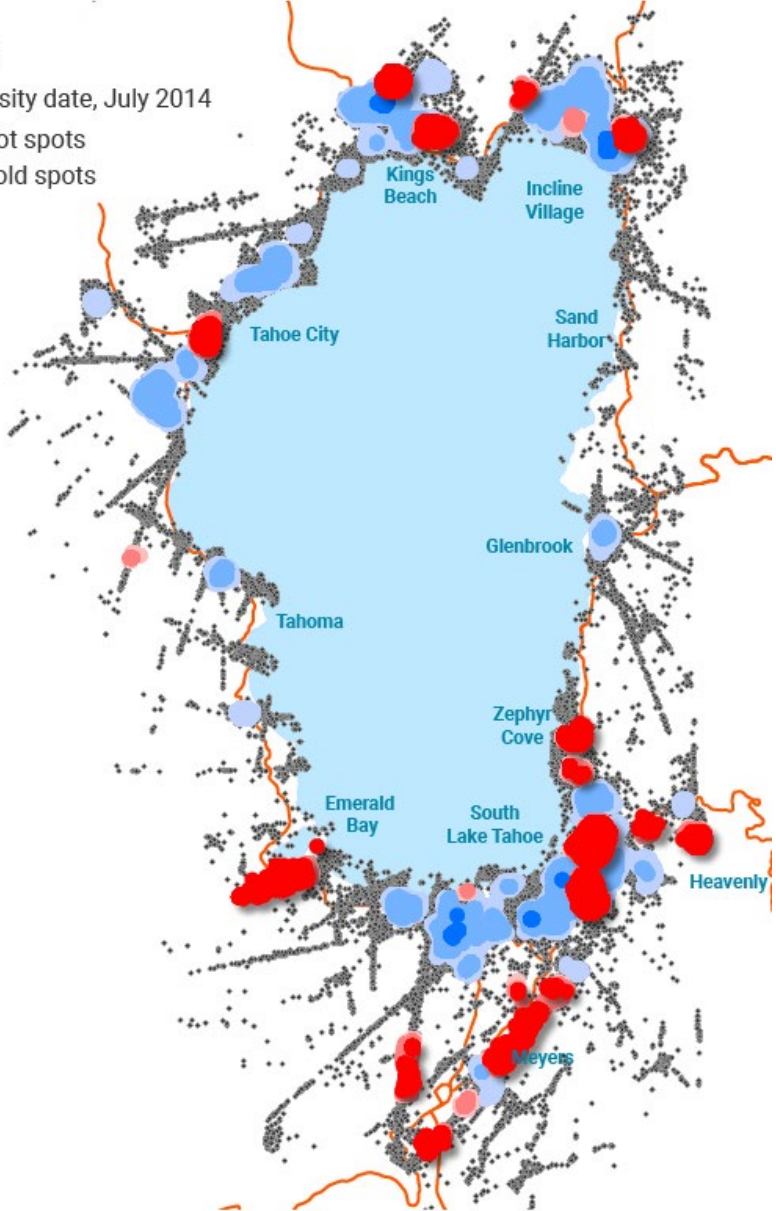 sity date, July 2014
ot spots
old spots
Kings
Beach
Incline
Village
Sand
Harbor
Tahoe City
Glenbrook
Tahoma
Zephyr
Cove
Emerald
Bay
South
Lake Tahoe
Heavenly
Meyers